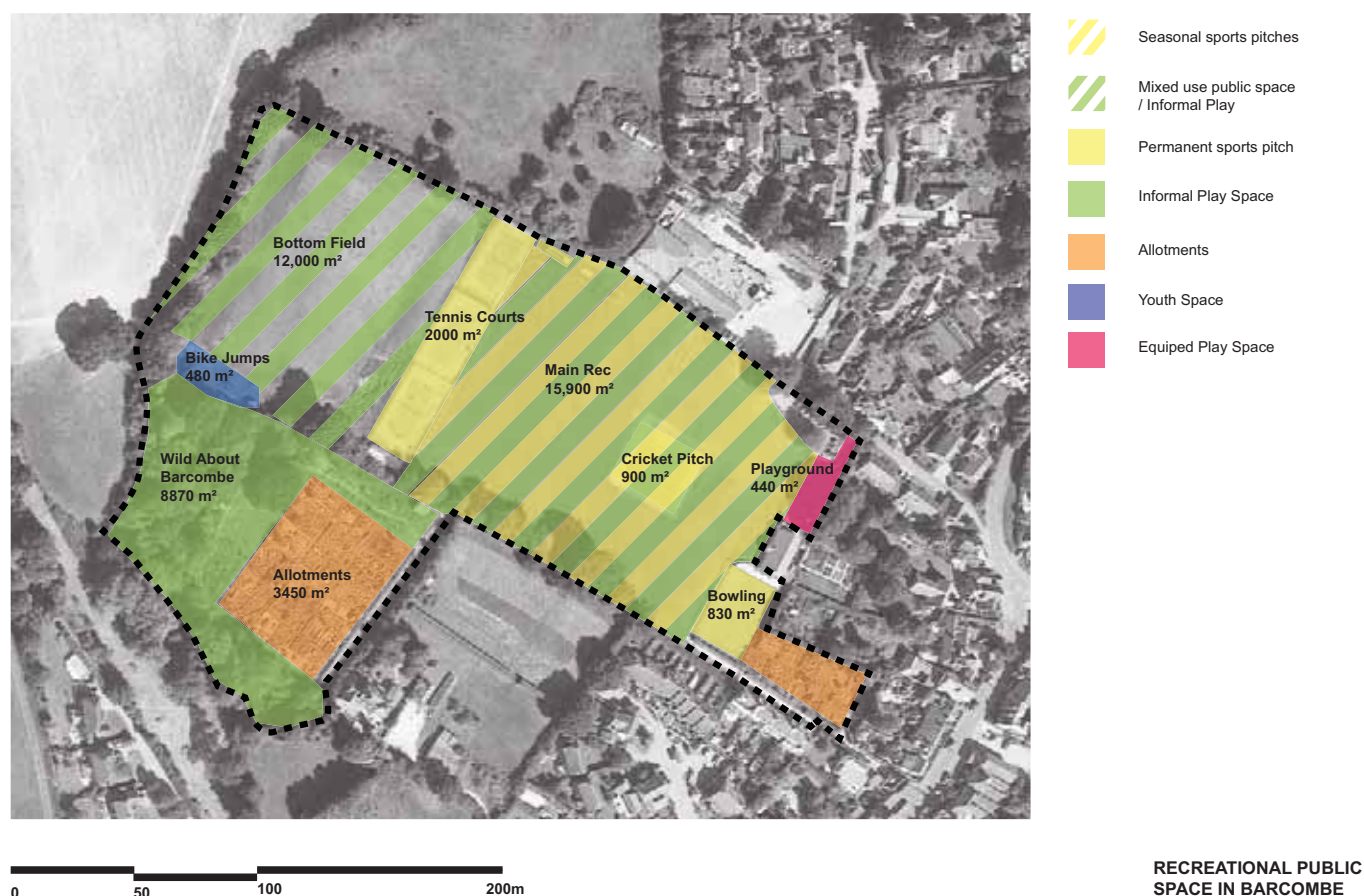 Seasonal sports pitches
Mixed use public space
/ Informal Play
Permanent sports pitch
Informal Play Space
Allotments
Youth Space
Equiped Play Space
Bottom Field
12,000 m²
Tennis Courts
2000 m²
Bike Jumps
480 m²
Main Rec
15,900 m²
Wild About
Barcombe
8870 m²
Cricket Pitch
900 m²
Playground
440 m²
Allotments
3450 m²
Bowling
830 m²
0 50 100 200m
RECREATIONAL PUBLIC
SPACE IN BARCOMBE